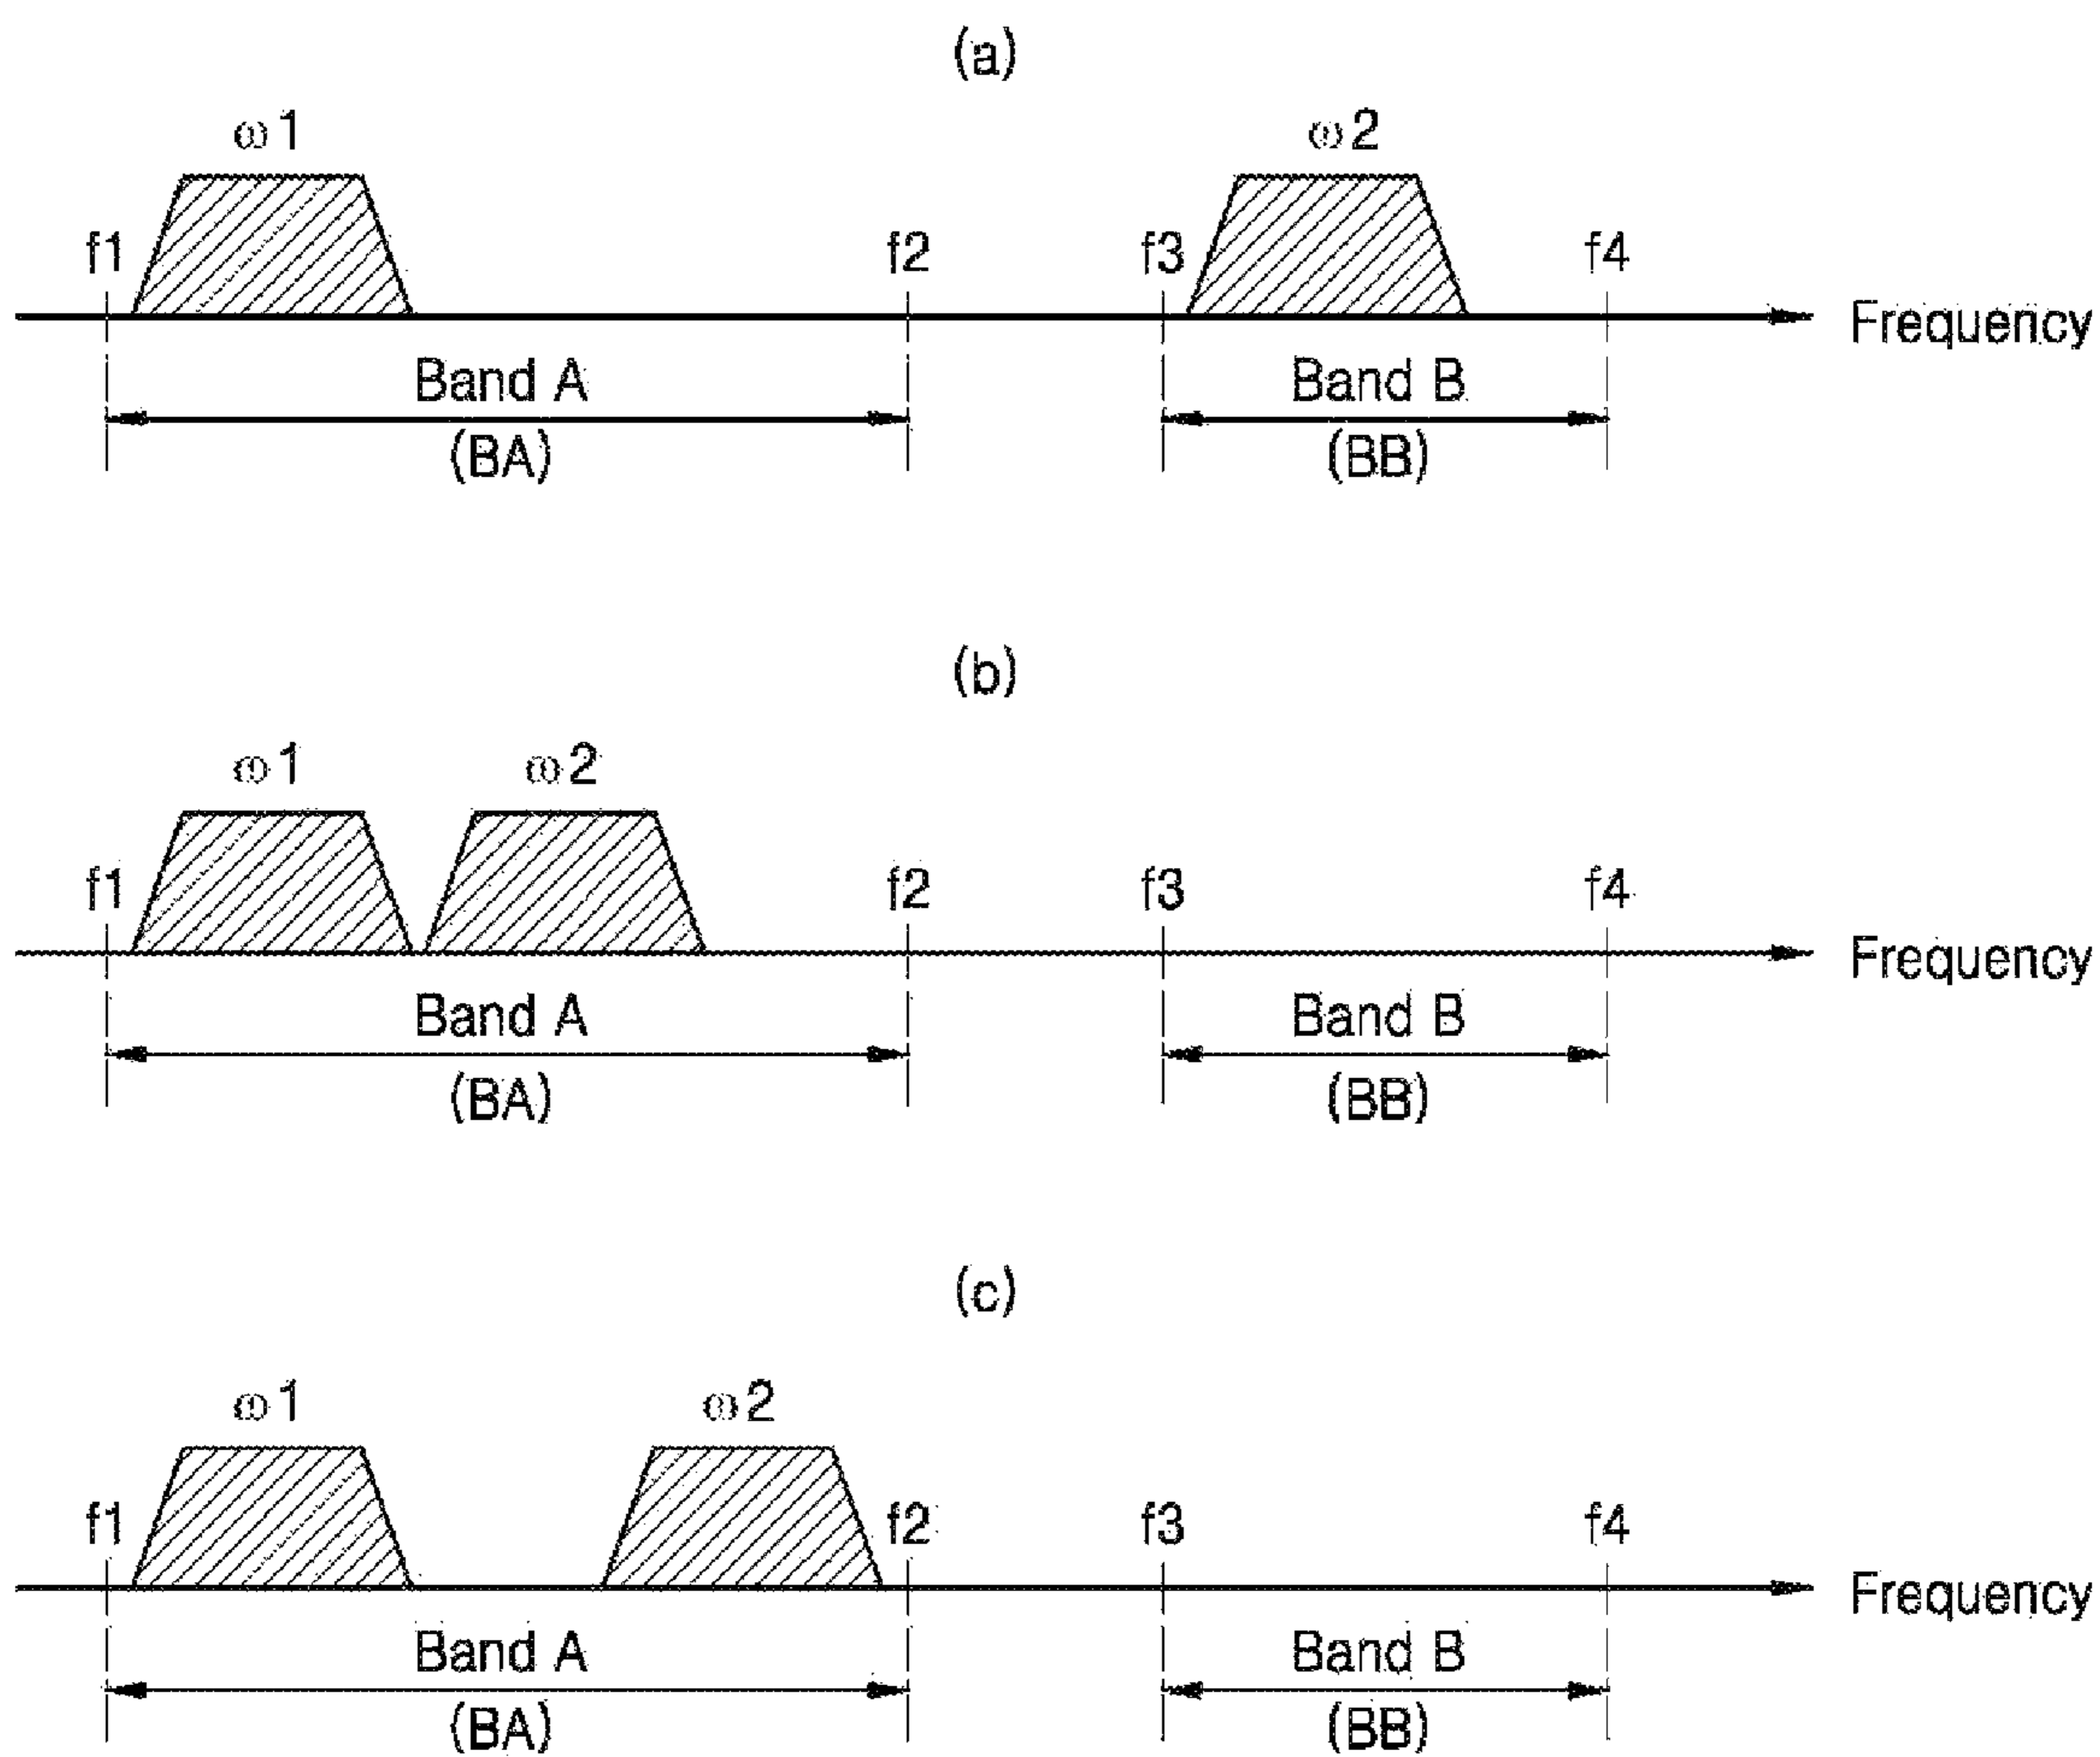 (a)
ω1 ω2
f1 f2 f3 f4
Frequency
Band A Band B
(BA) (BB)
(b)
ω1 ω2
f1 f2 f3 f4
Frequency
Band A Band B
(BA) (BB)
(c)
ω1 ω2
f1 f2 f3 f4
Frequency
Band A Band B
(BA) (BB)